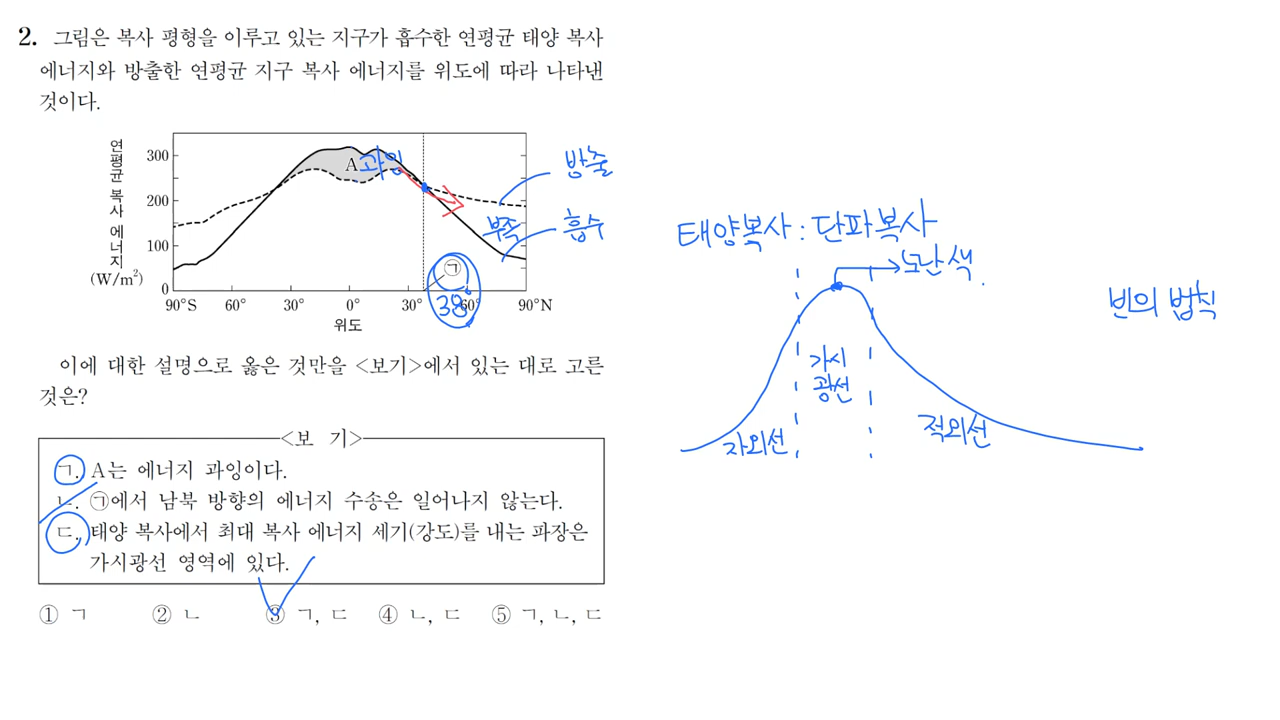 2. 그림은 복사 평형을 이루고 있는 지구가 흡수한 연평균 태양 복사
에너지와 방출한 연평균 지구 복사 에너지를 위도에 따라 나타낸
것이다.
연평균 복사 에너지
(W/m²)
300
200
100
0
A 과잉
방출
부족
흡수
㉠
38°
90°S 60° 30° 0° 30° 60° 90°N
위도
이에 대한 설명으로 옳은 것만을 <보기>에서 있는 대로 고른
것은?
<보 기>
ㄱ. A는 에너지 과잉이다.
ㄴ. ㉠에서 남북 방향의 에너지 수송은 일어나지 않는다.
ㄷ. 태양 복사에서 최대 복사 에너지 세기(강도)를 내는 파장은
가시광선 영역에 있다.
① ㄱ ② ㄴ ③ ㄱ, ㄷ ④ ㄴ, ㄷ ⑤ ㄱ, ㄴ, ㄷ
태양복사 : 단파복사
노란색
빈의 법칙
가시
광선
자외선
적외선